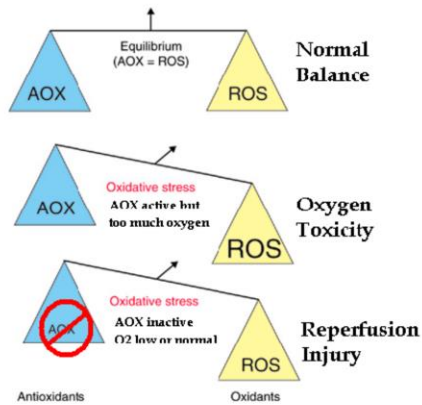 Equilibrium
(AOX = ROS)
Normal
Balance
AOX
ROS
Oxidative stress
AOX active but
too much oxygen
AOX
ROS
Oxygen
Toxicity
Oxidative stress
AOX inactive
O2 low or normal
AOX
ROS
Reperfusion
Injury
Antioxidants
Oxidants